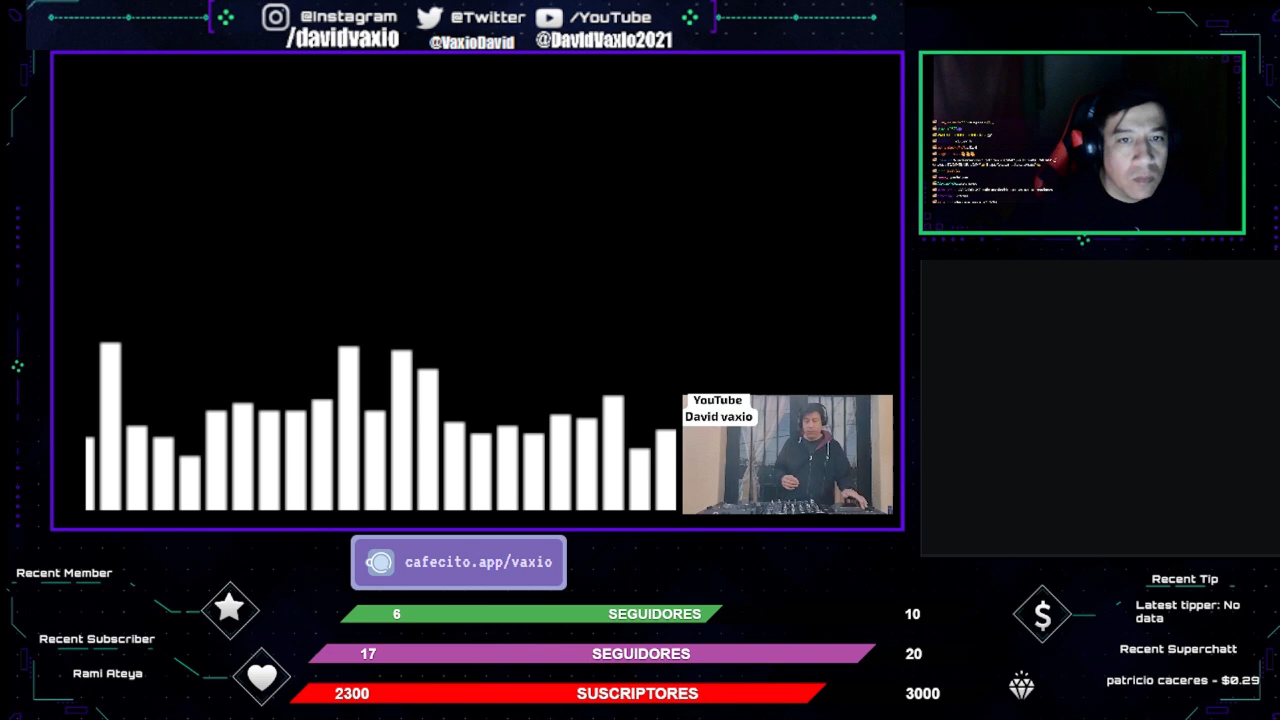 @Instagram
/davidvaxio
@Twitter
@VaxioDavid
/YouTube
@DavidVaxio2021
YouTube
David vaxio
cafecito.app/vaxio
Recent Member
Recent Subscriber
Rami Ateya
6 SEGUIDORES 10
17 SEGUIDORES 20
2300 SUSCRIPTORES 3000
Recent Tip
Latest tipper: No
data
Recent Superchatt
patricio caceres - $0.29